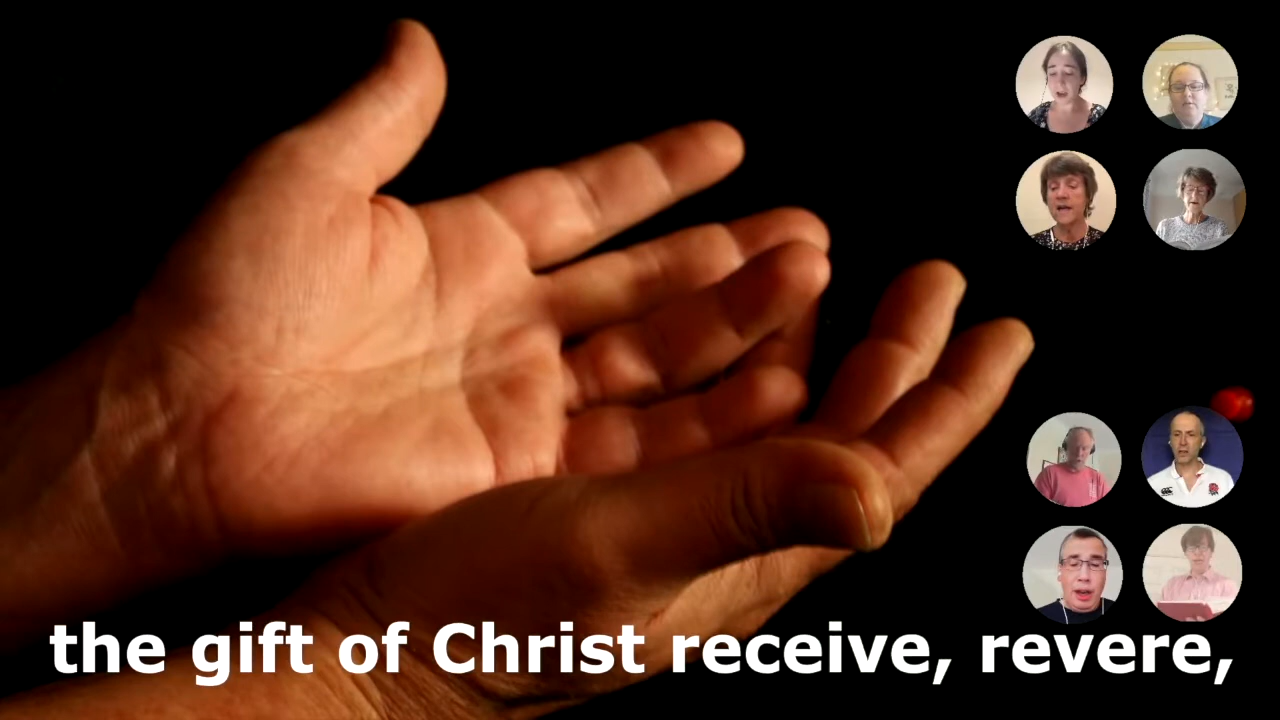 the gift of Christ receive, revere,